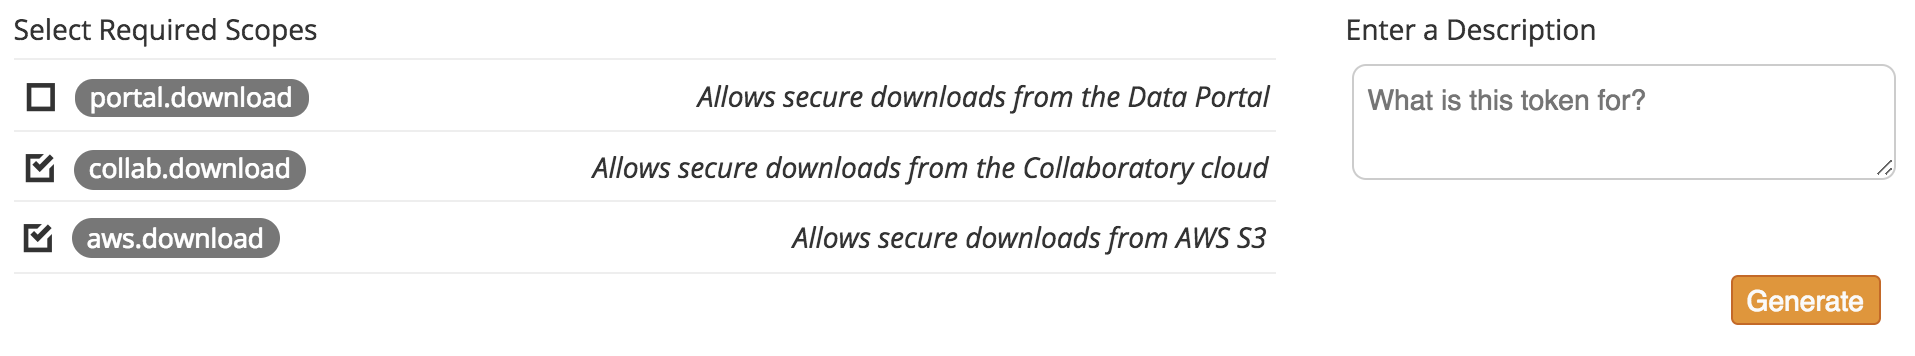 Select Required Scopes
portal.download Allows secure downloads from the Data Portal
collab.download Allows secure downloads from the Collaboratory cloud
aws.download Allows secure downloads from AWS S3
Enter a Description
What is this token for?
Generate